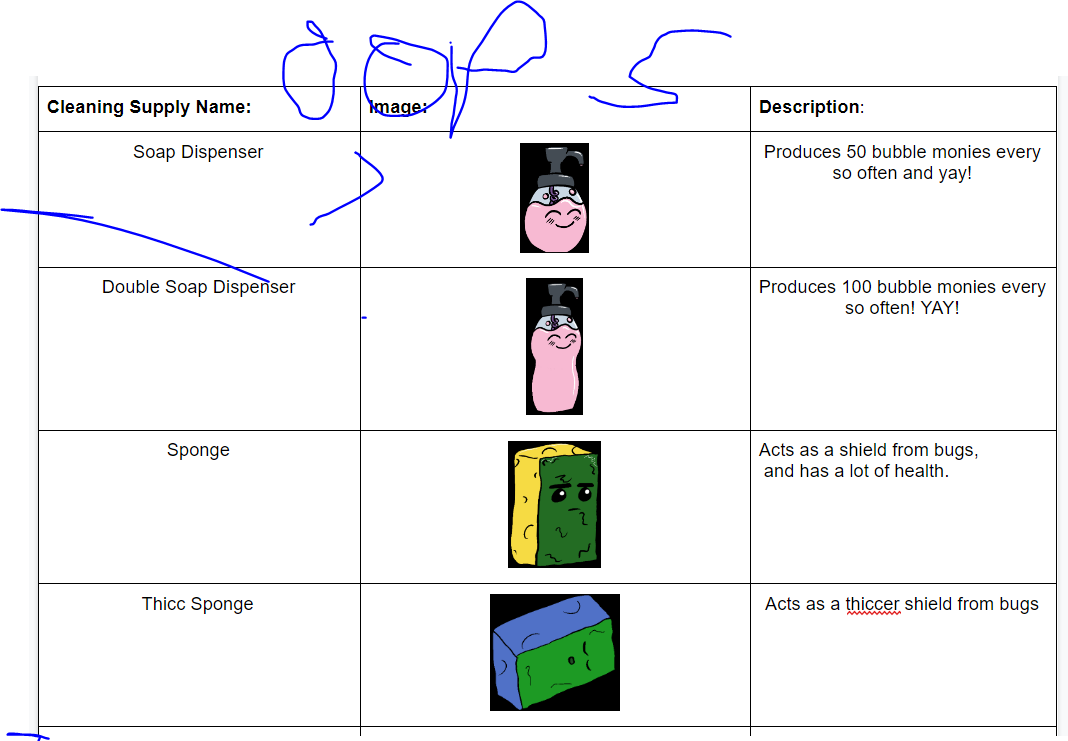 Cleaning Supply Name:
Image:
Description:
Soap Dispenser
Produces 50 bubble monies every
so often and yay!
Double Soap Dispenser
Produces 100 bubble monies every
so often! YAY!
Sponge
Acts as a shield from bugs,
and has a lot of health.
Thicc Sponge
Acts as a thiccer shield from bugs